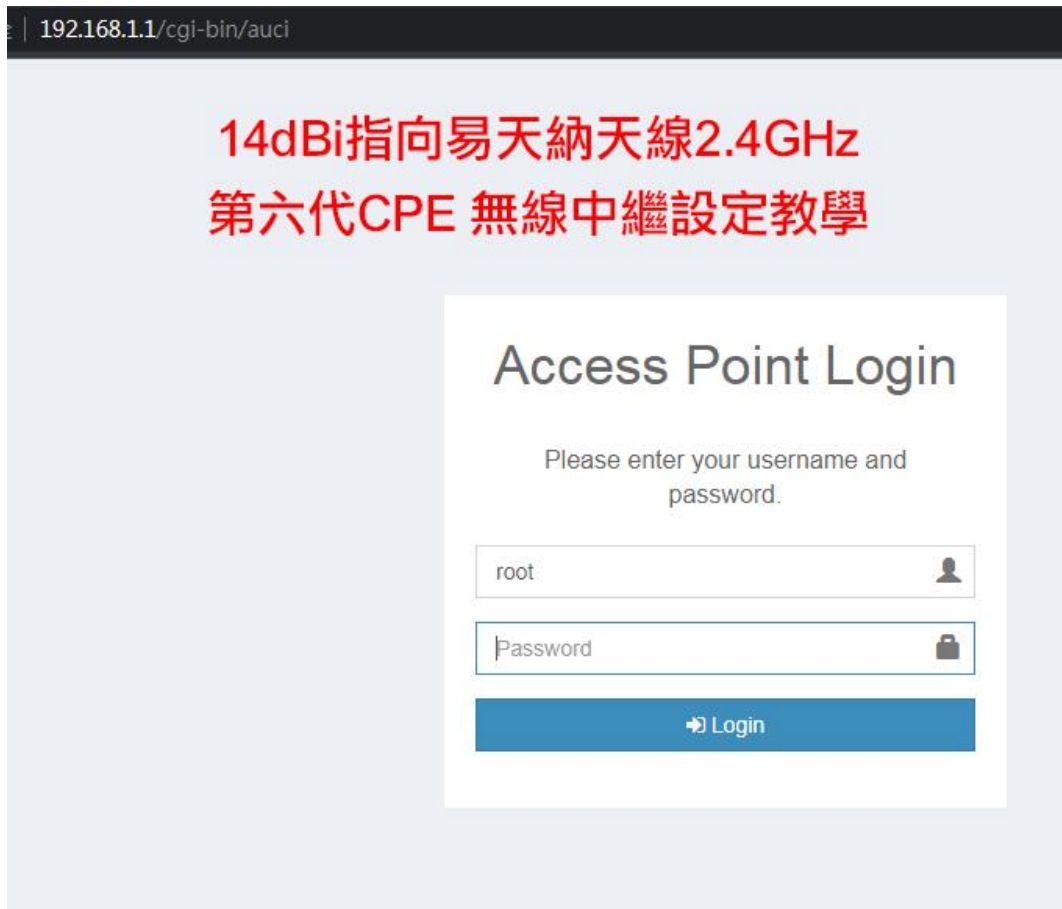 192.168.1.1/cgi-bin/auci
14dBi指向易天納天線2.4GHz
第六代CPE 無線中繼設定教學
Access Point Login
Please enter your username and
password.
root
Password
Login